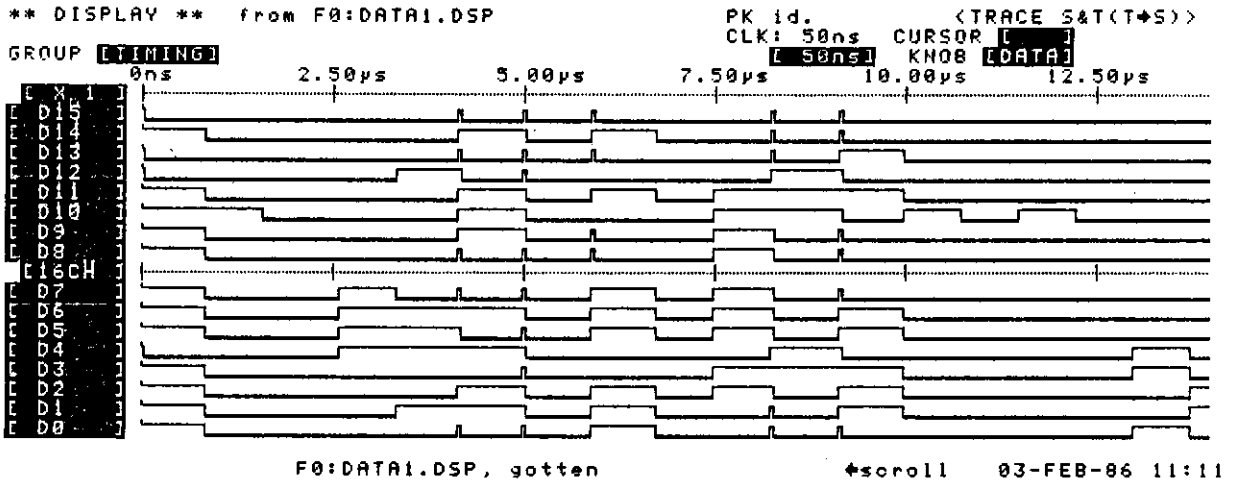 ** DISPLAY ** from F0:DATA1.DSP PK id. <TRACE S&T(T→S)>
CLK: 50ns CURSOR [ ]
GROUP [TIMING] [ 50ns] KNOB [DATA]
0ns 2.50µs 5.00µs 7.50µs 10.00µs 12.50µs
[ X 1 ]
[ D15 ]
[ D14 ]
[ D13 ]
[ D12 ]
[ D11 ]
[ D10 ]
[ D9 ]
[ D8 ]
[16CH ]
[ D7 ]
[ D6 ]
[ D5 ]
[ D4 ]
[ D3 ]
[ D2 ]
[ D1 ]
[ D0 ]
F0:DATA1.DSP, gotten ♦scroll 03-FEB-86 11:11